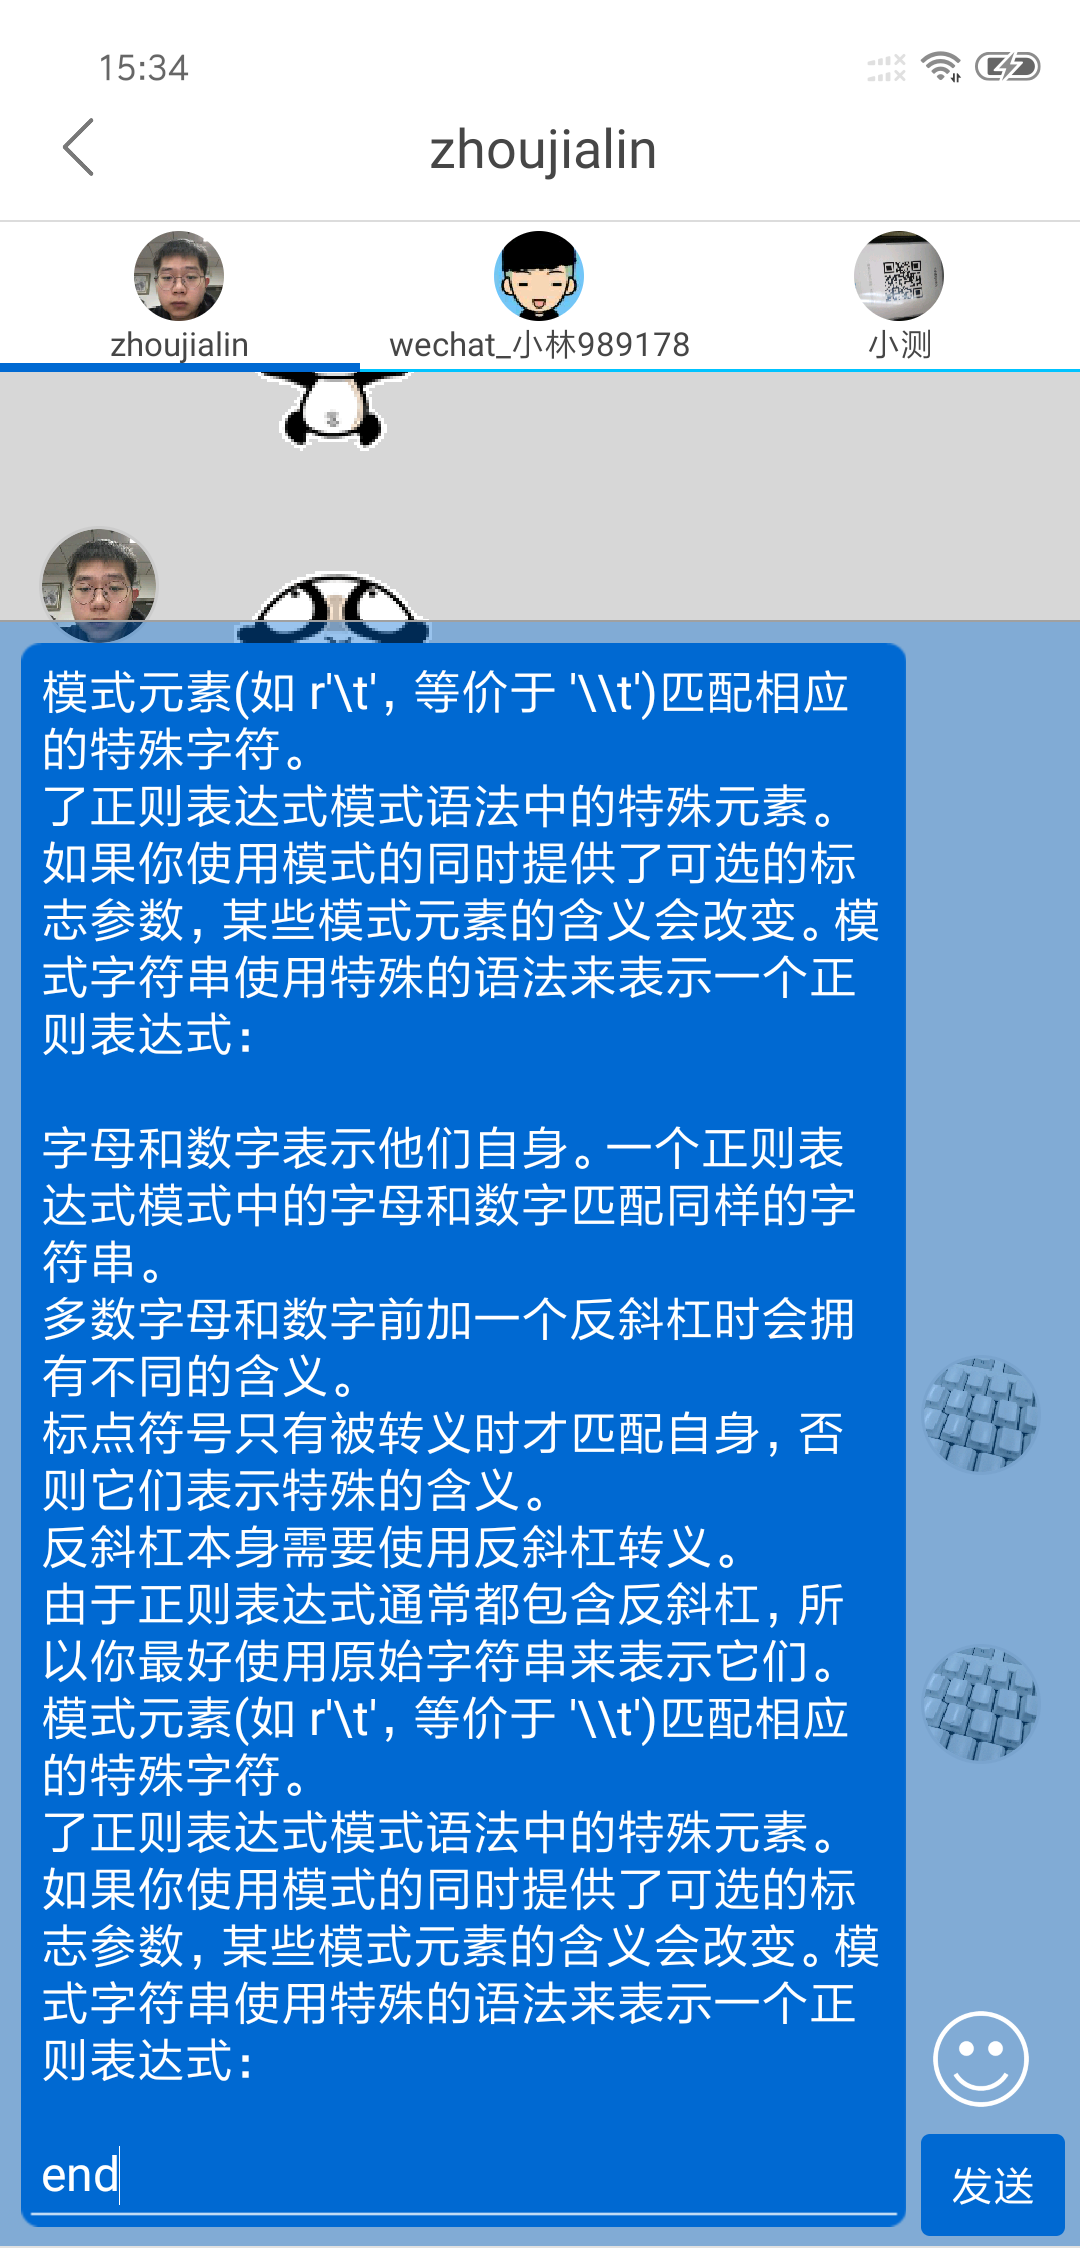 15:34
zhoujialin
zhoujialin
wechat_小林989178
小测
模式元素(如 r'\t'，等价于 '\\t')匹配相应
的特殊字符。
了正则表达式模式语法中的特殊元素。
如果你使用模式的同时提供了可选的标
志参数，某些模式元素的含义会改变。模
式字符串使用特殊的语法来表示一个正
则表达式：
字母和数字表示他们自身。一个正则表
达式模式中的字母和数字匹配同样的字
符串。
多数字母和数字前加一个反斜杠时会拥
有不同的含义。
标点符号只有被转义时才匹配自身，否
则它们表示特殊的含义。
反斜杠本身需要使用反斜杠转义。
由于正则表达式通常都包含反斜杠，所
以你最好使用原始字符串来表示它们。
模式元素(如 r'\t'，等价于 '\\t')匹配相应
的特殊字符。
了正则表达式模式语法中的特殊元素。
如果你使用模式的同时提供了可选的标
志参数，某些模式元素的含义会改变。模
式字符串使用特殊的语法来表示一个正
则表达式：
end
发送